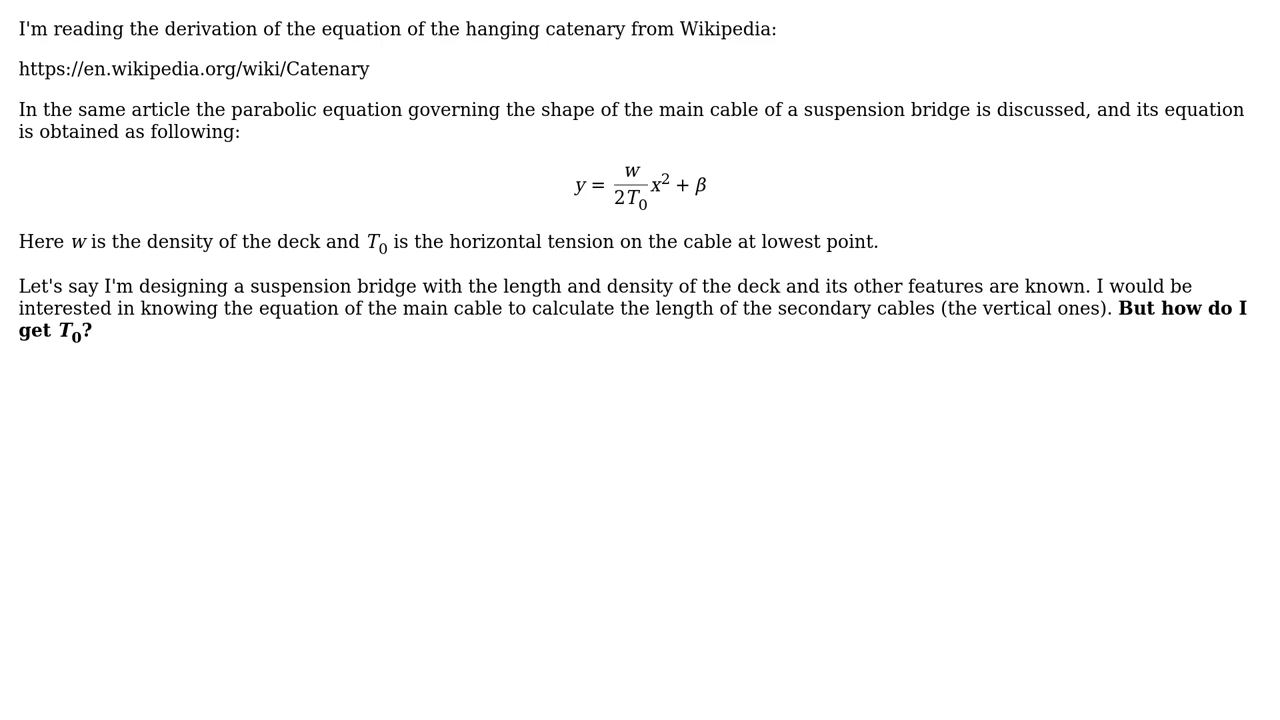 I'm reading the derivation of the equation of the hanging catenary from Wikipedia:
https://en.wikipedia.org/wiki/Catenary
In the same article the parabolic equation governing the shape of the main cable of a suspension bridge is discussed, and its equation
is obtained as following:
y = \frac{w}{2T_0} x^2 + β
Here w is the density of the deck and T_0 is the horizontal tension on the cable at lowest point.
Let's say I'm designing a suspension bridge with the length and density of the deck and its other features are known. I would be
interested in knowing the equation of the main cable to calculate the length of the secondary cables (the vertical ones). But how do I
get T_0?